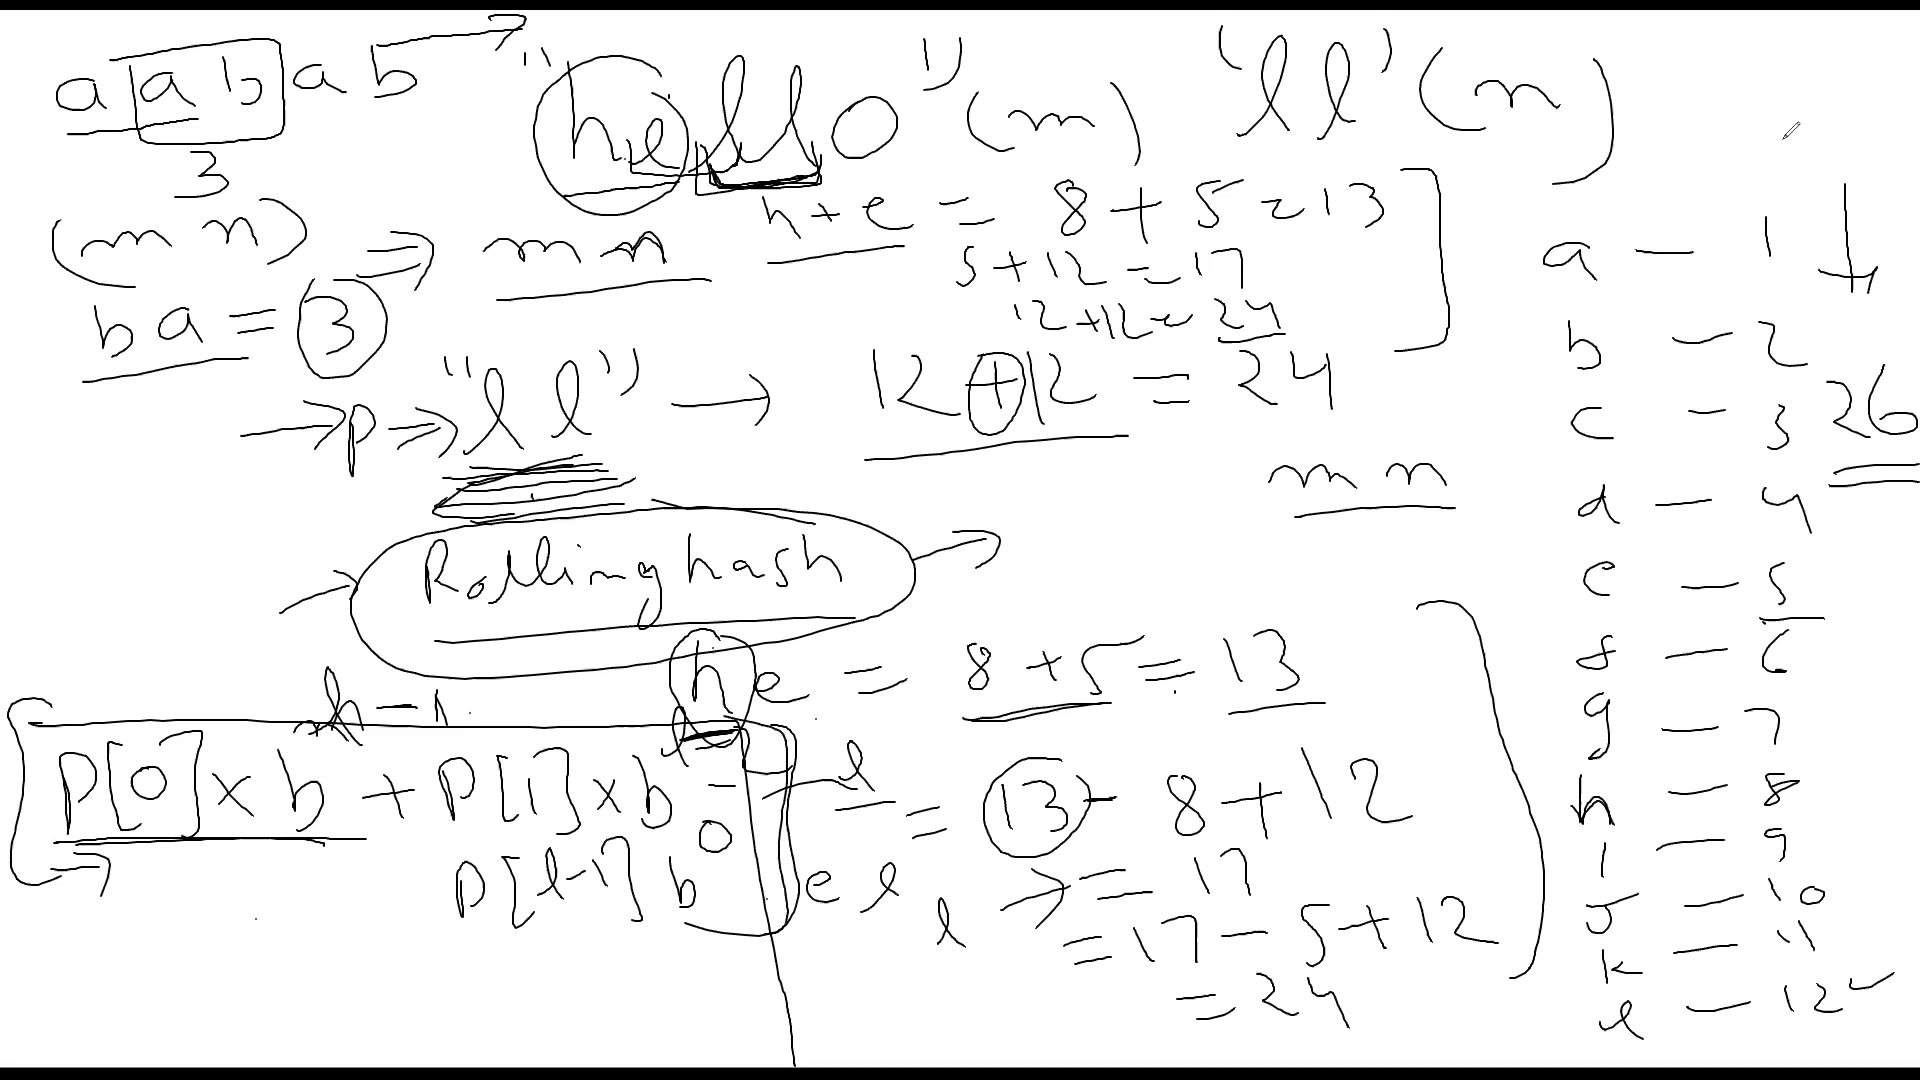 a a b a b
3
"hello" (m) 'll' (n)
(m n) => m n
h + e = 8 + 5 = 13
5 + 12 = 17
12 + 12 = 24
ba = 3
→ p → "ll" → 12 + 12 = 24
m n
Rolling hash
he = 8 + 5 = 13
l = 13 - 8 + 12
→ = 17
el
l
= 17 - 5 + 12
= 24
P[0] x b + P[1] x b -
P[l-1] b 0
a - 1
b - 2
c - 3
26
d - 4
e - 5
f - 6
g - 7
h - 8
i - 9
j - 10
k - 11
l - 12